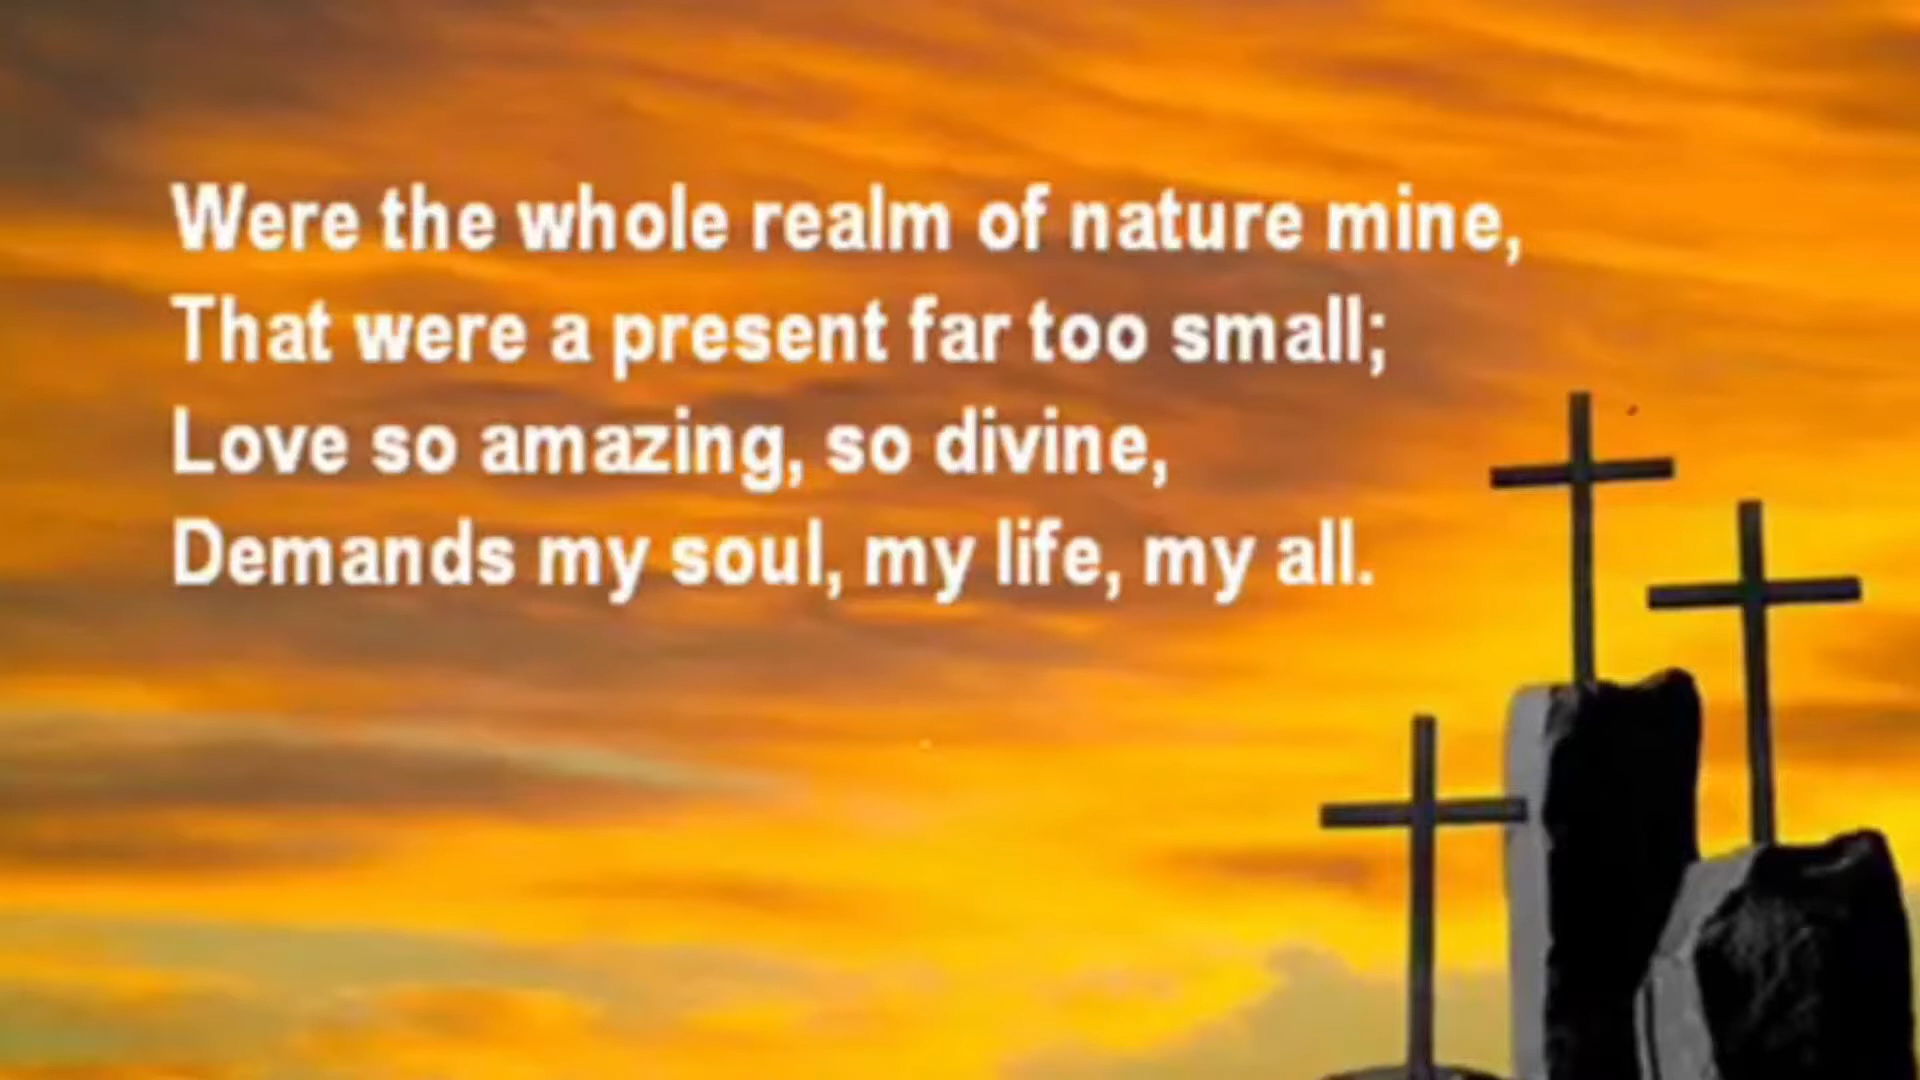 Were the whole realm of nature mine,
That were a present far too small;
Love so amazing, so divine,
Demands my soul, my life, my all.